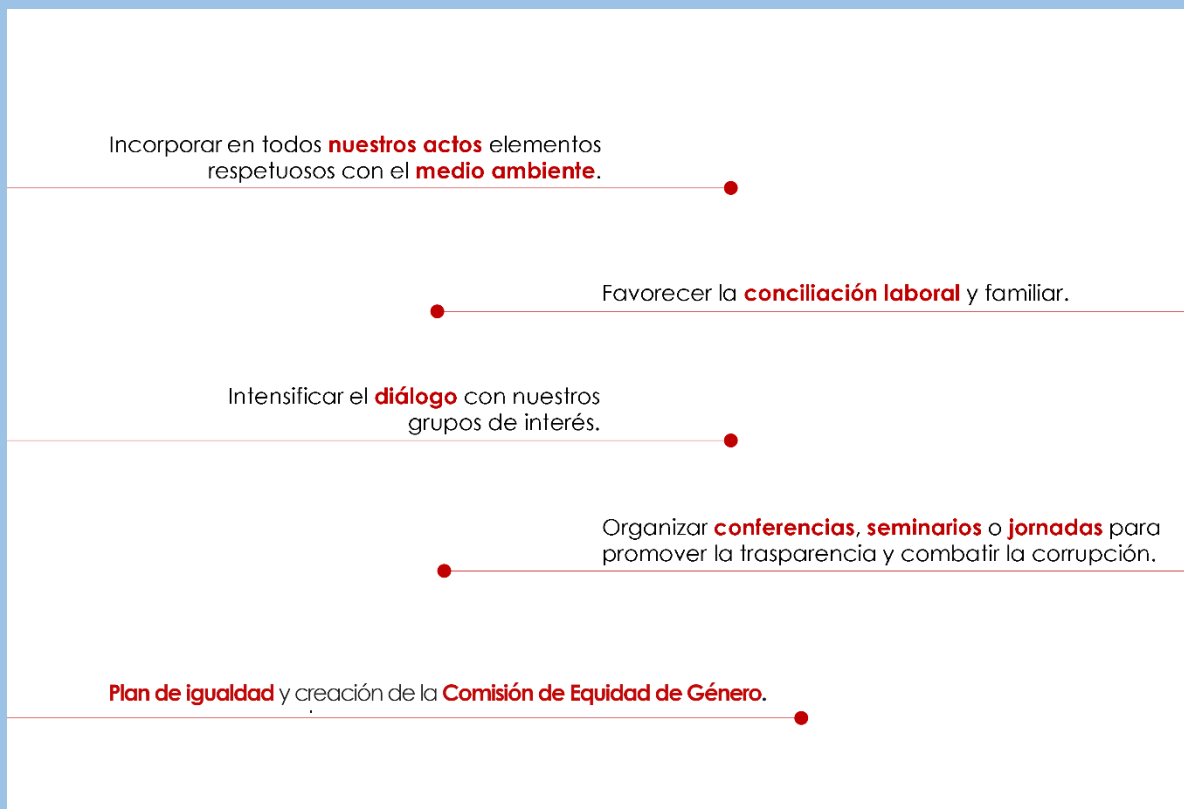 Incorporar en todos nuestros actos elementos
respetuosos con el medio ambiente.
Favorecer la conciliación laboral y familiar.
Intensificar el diálogo con nuestros
grupos de interés.
Organizar conferencias, seminarios o jornadas para
promover la trasparencia y combatir la corrupción.
Plan de igualdad y creación de la Comisión de Equidad de Género.